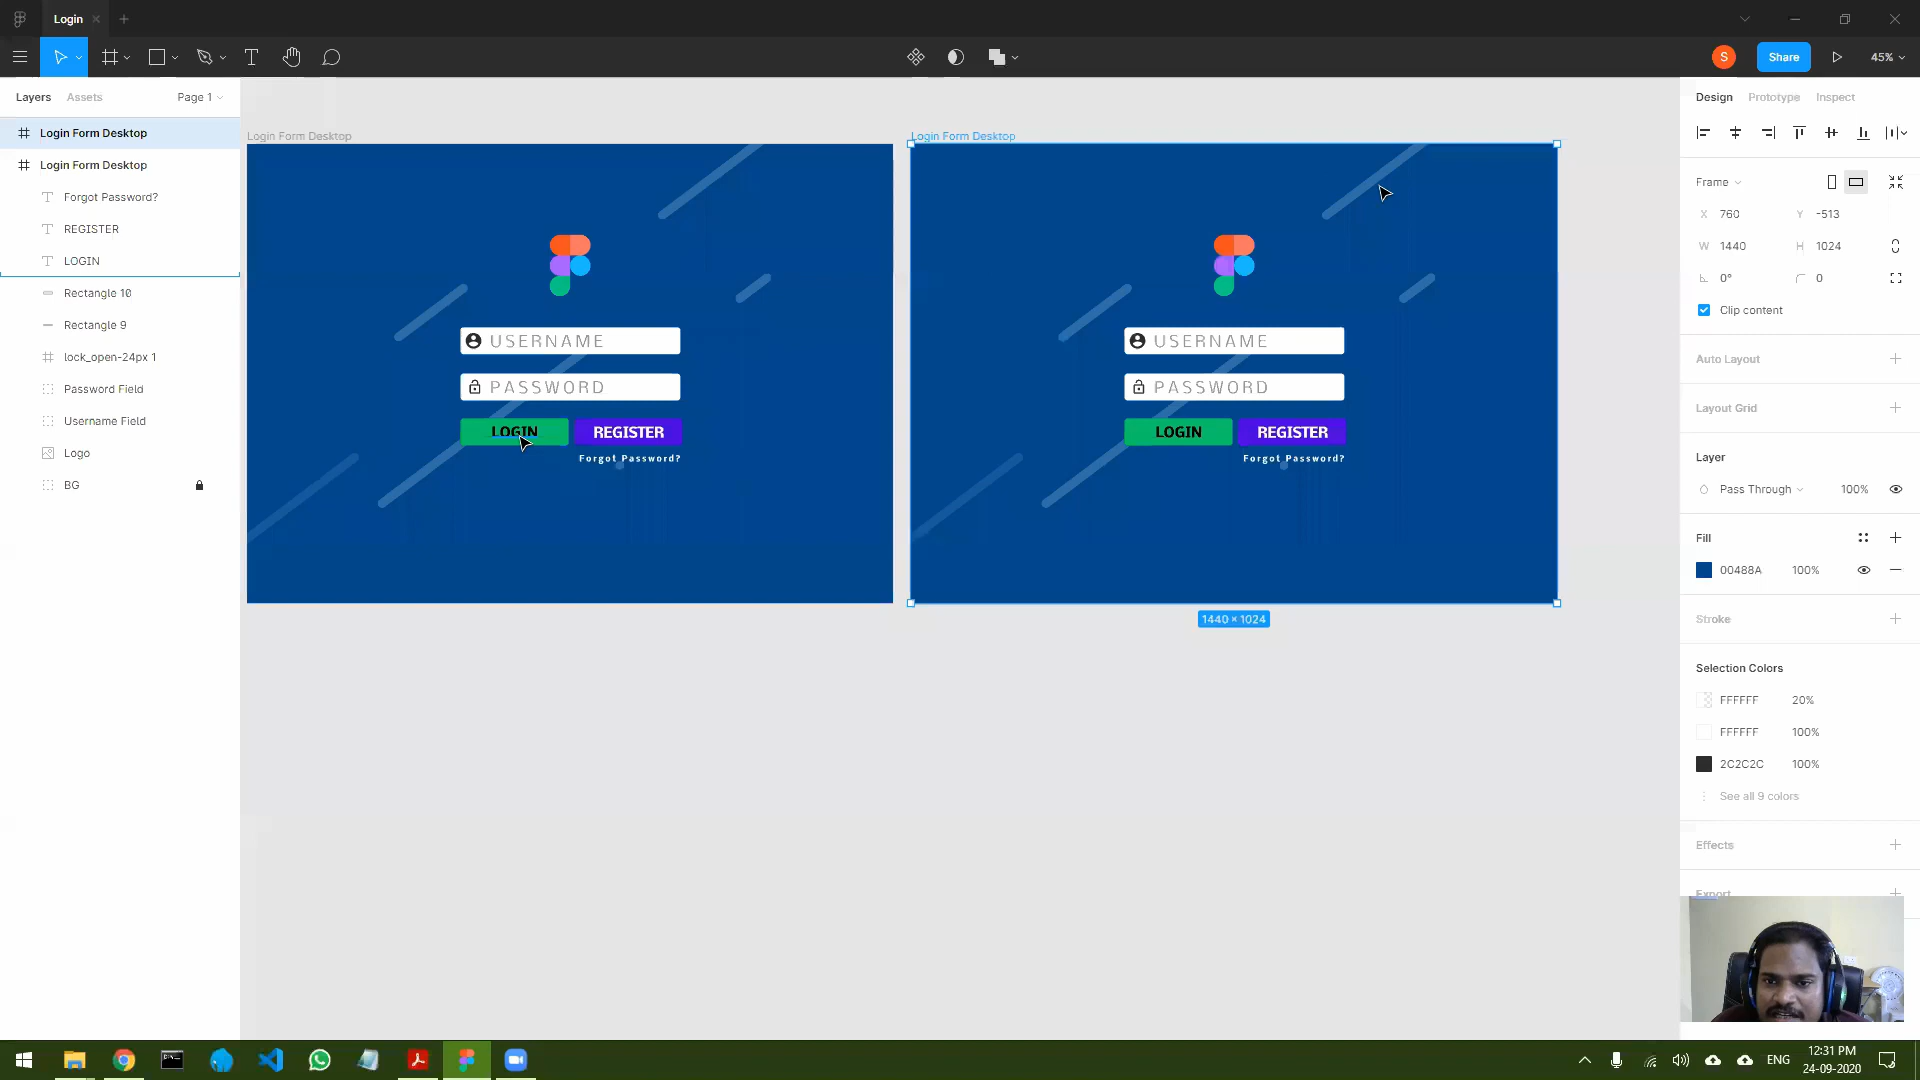 Login
S
Share
45%
Layers
Assets
Page 1
Login Form Desktop
Login Form Desktop
Forgot Password?
REGISTER
LOGIN
Rectangle 10
Rectangle 9
lock_open-24px 1
Password Field
Username Field
Logo
BG
Login Form Desktop
USERNAME
PASSWORD
LOGIN
REGISTER
Forgot Password?
Login Form Desktop
USERNAME
PASSWORD
LOGIN
REGISTER
Forgot Password?
1440 × 1024
Design
Prototype
Inspect
Frame
X 760
Y -513
W 1440
H 1024
0°
0
Clip content
Auto Layout
Layout Grid
Layer
Pass Through
100%
Fill
00488A 100%
Stroke
Selection Colors
FFFFFF 20%
FFFFFF 100%
2C2C2C 100%
See all 9 colors
Effects
Export
ENG
12:31 PM
24-09-2020